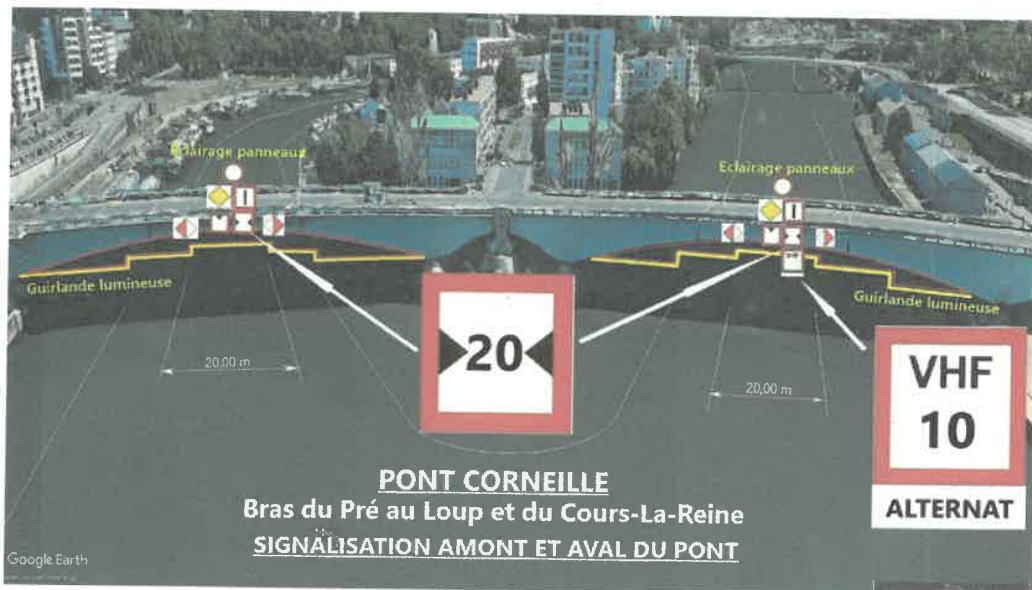 Eclairage panneaux
Eclairage panneaux
Guirlande lumineuse
Guirlande lumineuse
20,00 m
20,00 m
20
VHF
10
ALTERNAT
PONT CORNEILLE
Bras du Pré au Loup et du Cours-La-Reine
SIGNALISATION AMONT ET AVAL DU PONT
Google Earth